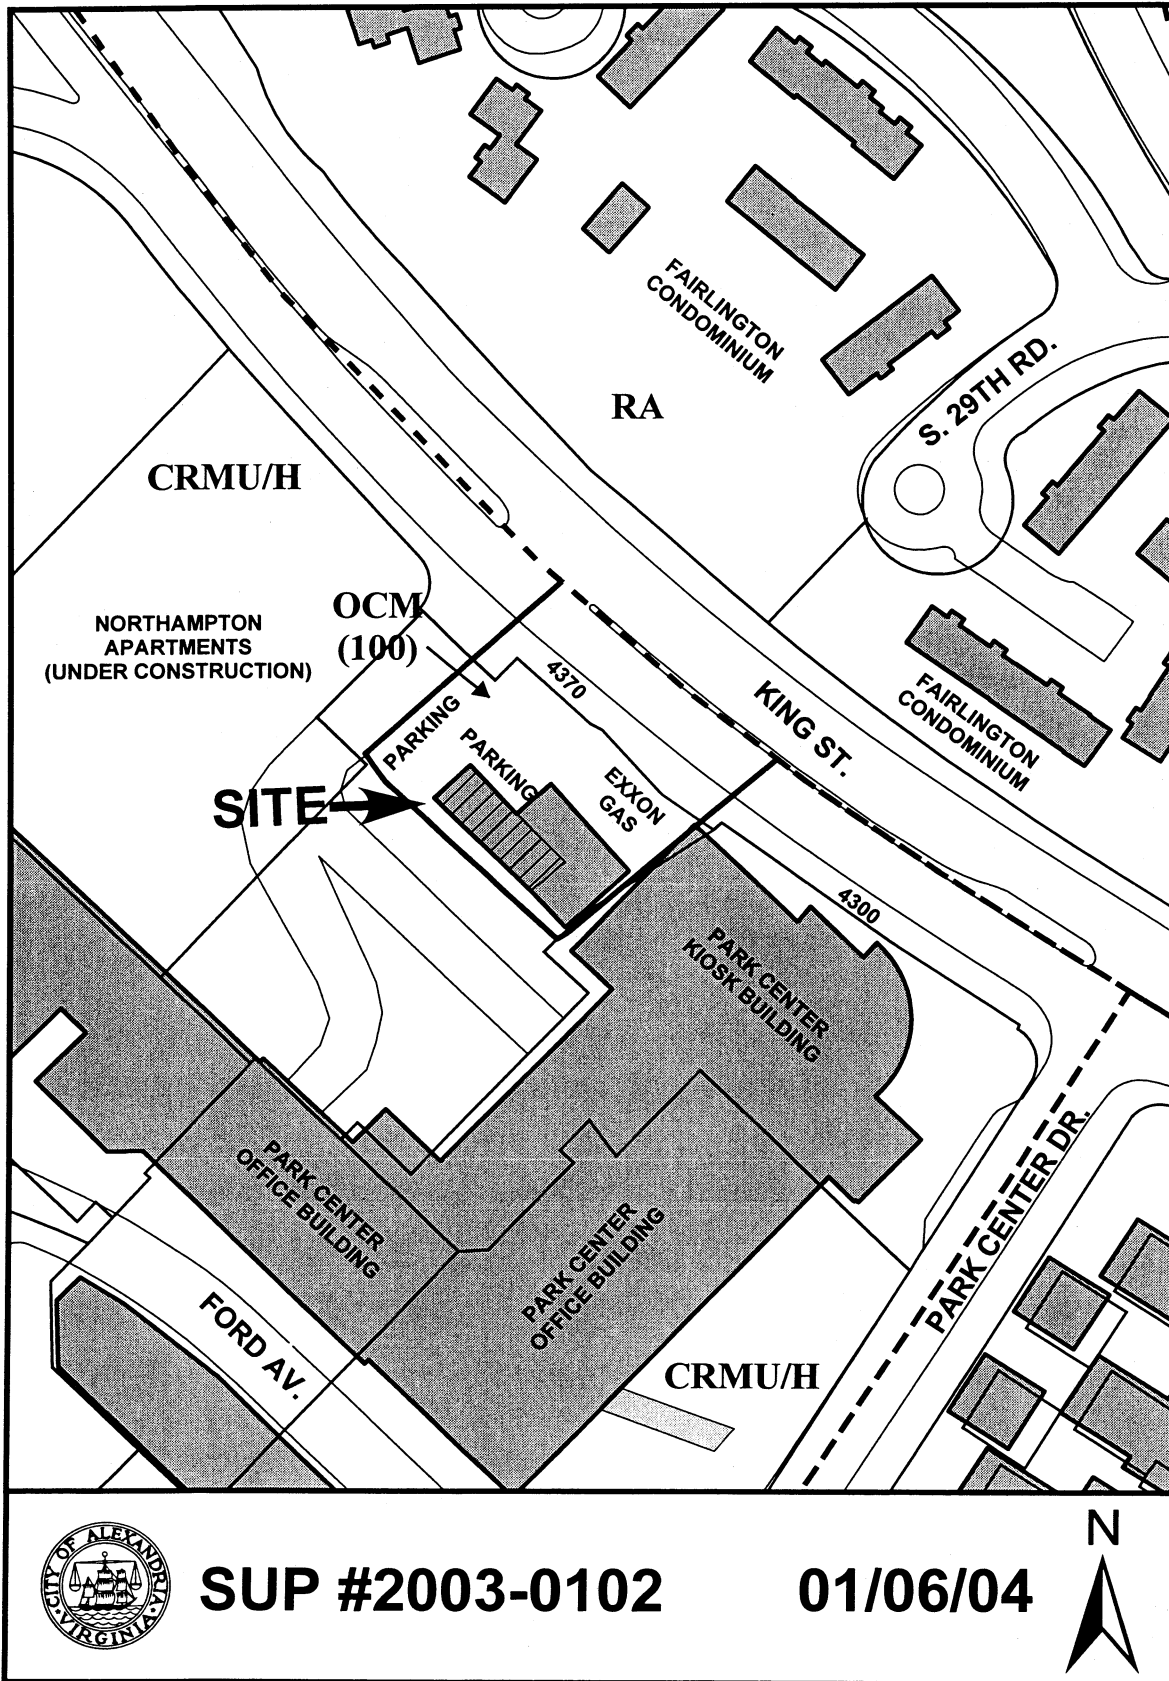 FAIRLINGTON
CONDOMINIUM
S. 29TH RD.
RA
CRMU/H
OCM
(100)
NORTHAMPTON
APARTMENTS
(UNDER CONSTRUCTION)
4370
KING ST.
FAIRLINGTON
CONDOMINIUM
PARKING
PARKING
EXXON
GAS
SITE
4300
PARK CENTER
KIOSK BUILDING
PARK CENTER DR.
PARK CENTER
OFFICE BUILDING
PARK CENTER
OFFICE BUILDING
FORD AV.
CRMU/H
CITY OF ALEXANDRIA
VIRGINIA
SUP #2003-0102
01/06/04
N